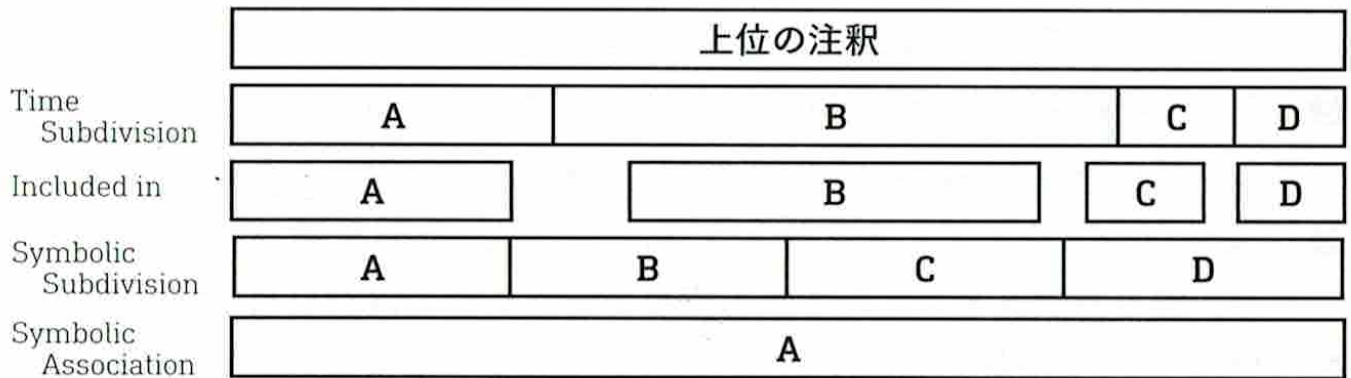 上位の注釈
Time
Subdivision
A B C D
Included in
A B C D
Symbolic
Subdivision
A B C D
Symbolic
Association
A